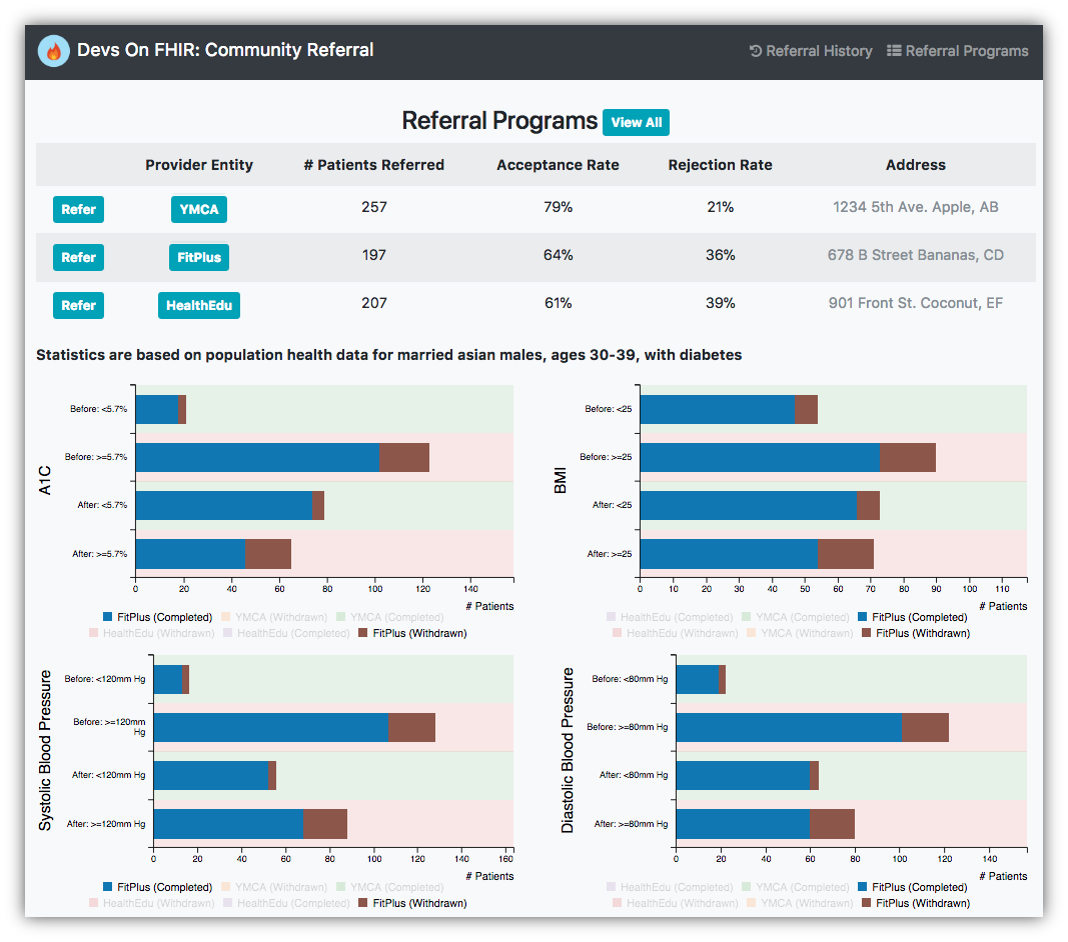 Devs On FHIR: Community Referral
Referral History Referral Programs
Referral Programs View All
Provider Entity # Patients Referred Acceptance Rate Rejection Rate Address
Refer YMCA 257 79% 21% 1234 5th Ave. Apple, AB
Refer FitPlus 197 64% 36% 678 B Street Bananas, CD
Refer HealthEdu 207 61% 39% 901 Front St. Coconut, EF
Statistics are based on population health data for married asian males, ages 30-39, with diabetes
A1C
Before: <5.7%
Before: >=5.7%
After: <5.7%
After: >=5.7%
0 20 40 60 80 100 120 140
# Patients
FitPlus (Completed) YMCA (Withdrawn) YMCA (Completed)
HealthEdu (Withdrawn) HealthEdu (Completed) FitPlus (Withdrawn)
BMI
Before: <25
Before: >=25
After: <25
After: >=25
0 10 20 30 40 50 60 70 80 90 100 110
# Patients
HealthEdu (Completed) YMCA (Completed) FitPlus (Completed)
HealthEdu (Withdrawn) YMCA (Withdrawn) FitPlus (Withdrawn)
Systolic Blood Pressure
Before: <120mm Hg
Before: >=120mm
Hg
After: <120mm Hg
After: >=120mm Hg
0 20 40 60 80 100 120 140 160
# Patients
FitPlus (Completed) YMCA (Withdrawn) YMCA (Completed)
HealthEdu (Withdrawn) HealthEdu (Completed) FitPlus (Withdrawn)
Diastolic Blood Pressure
Before: <80mm Hg
Before: >=80mm Hg
After: <80mm Hg
After: >=80mm Hg
0 20 40 60 80 100 120 140
# Patients
HealthEdu (Completed) YMCA (Completed) FitPlus (Completed)
HealthEdu (Withdrawn) YMCA (Withdrawn) FitPlus (Withdrawn)